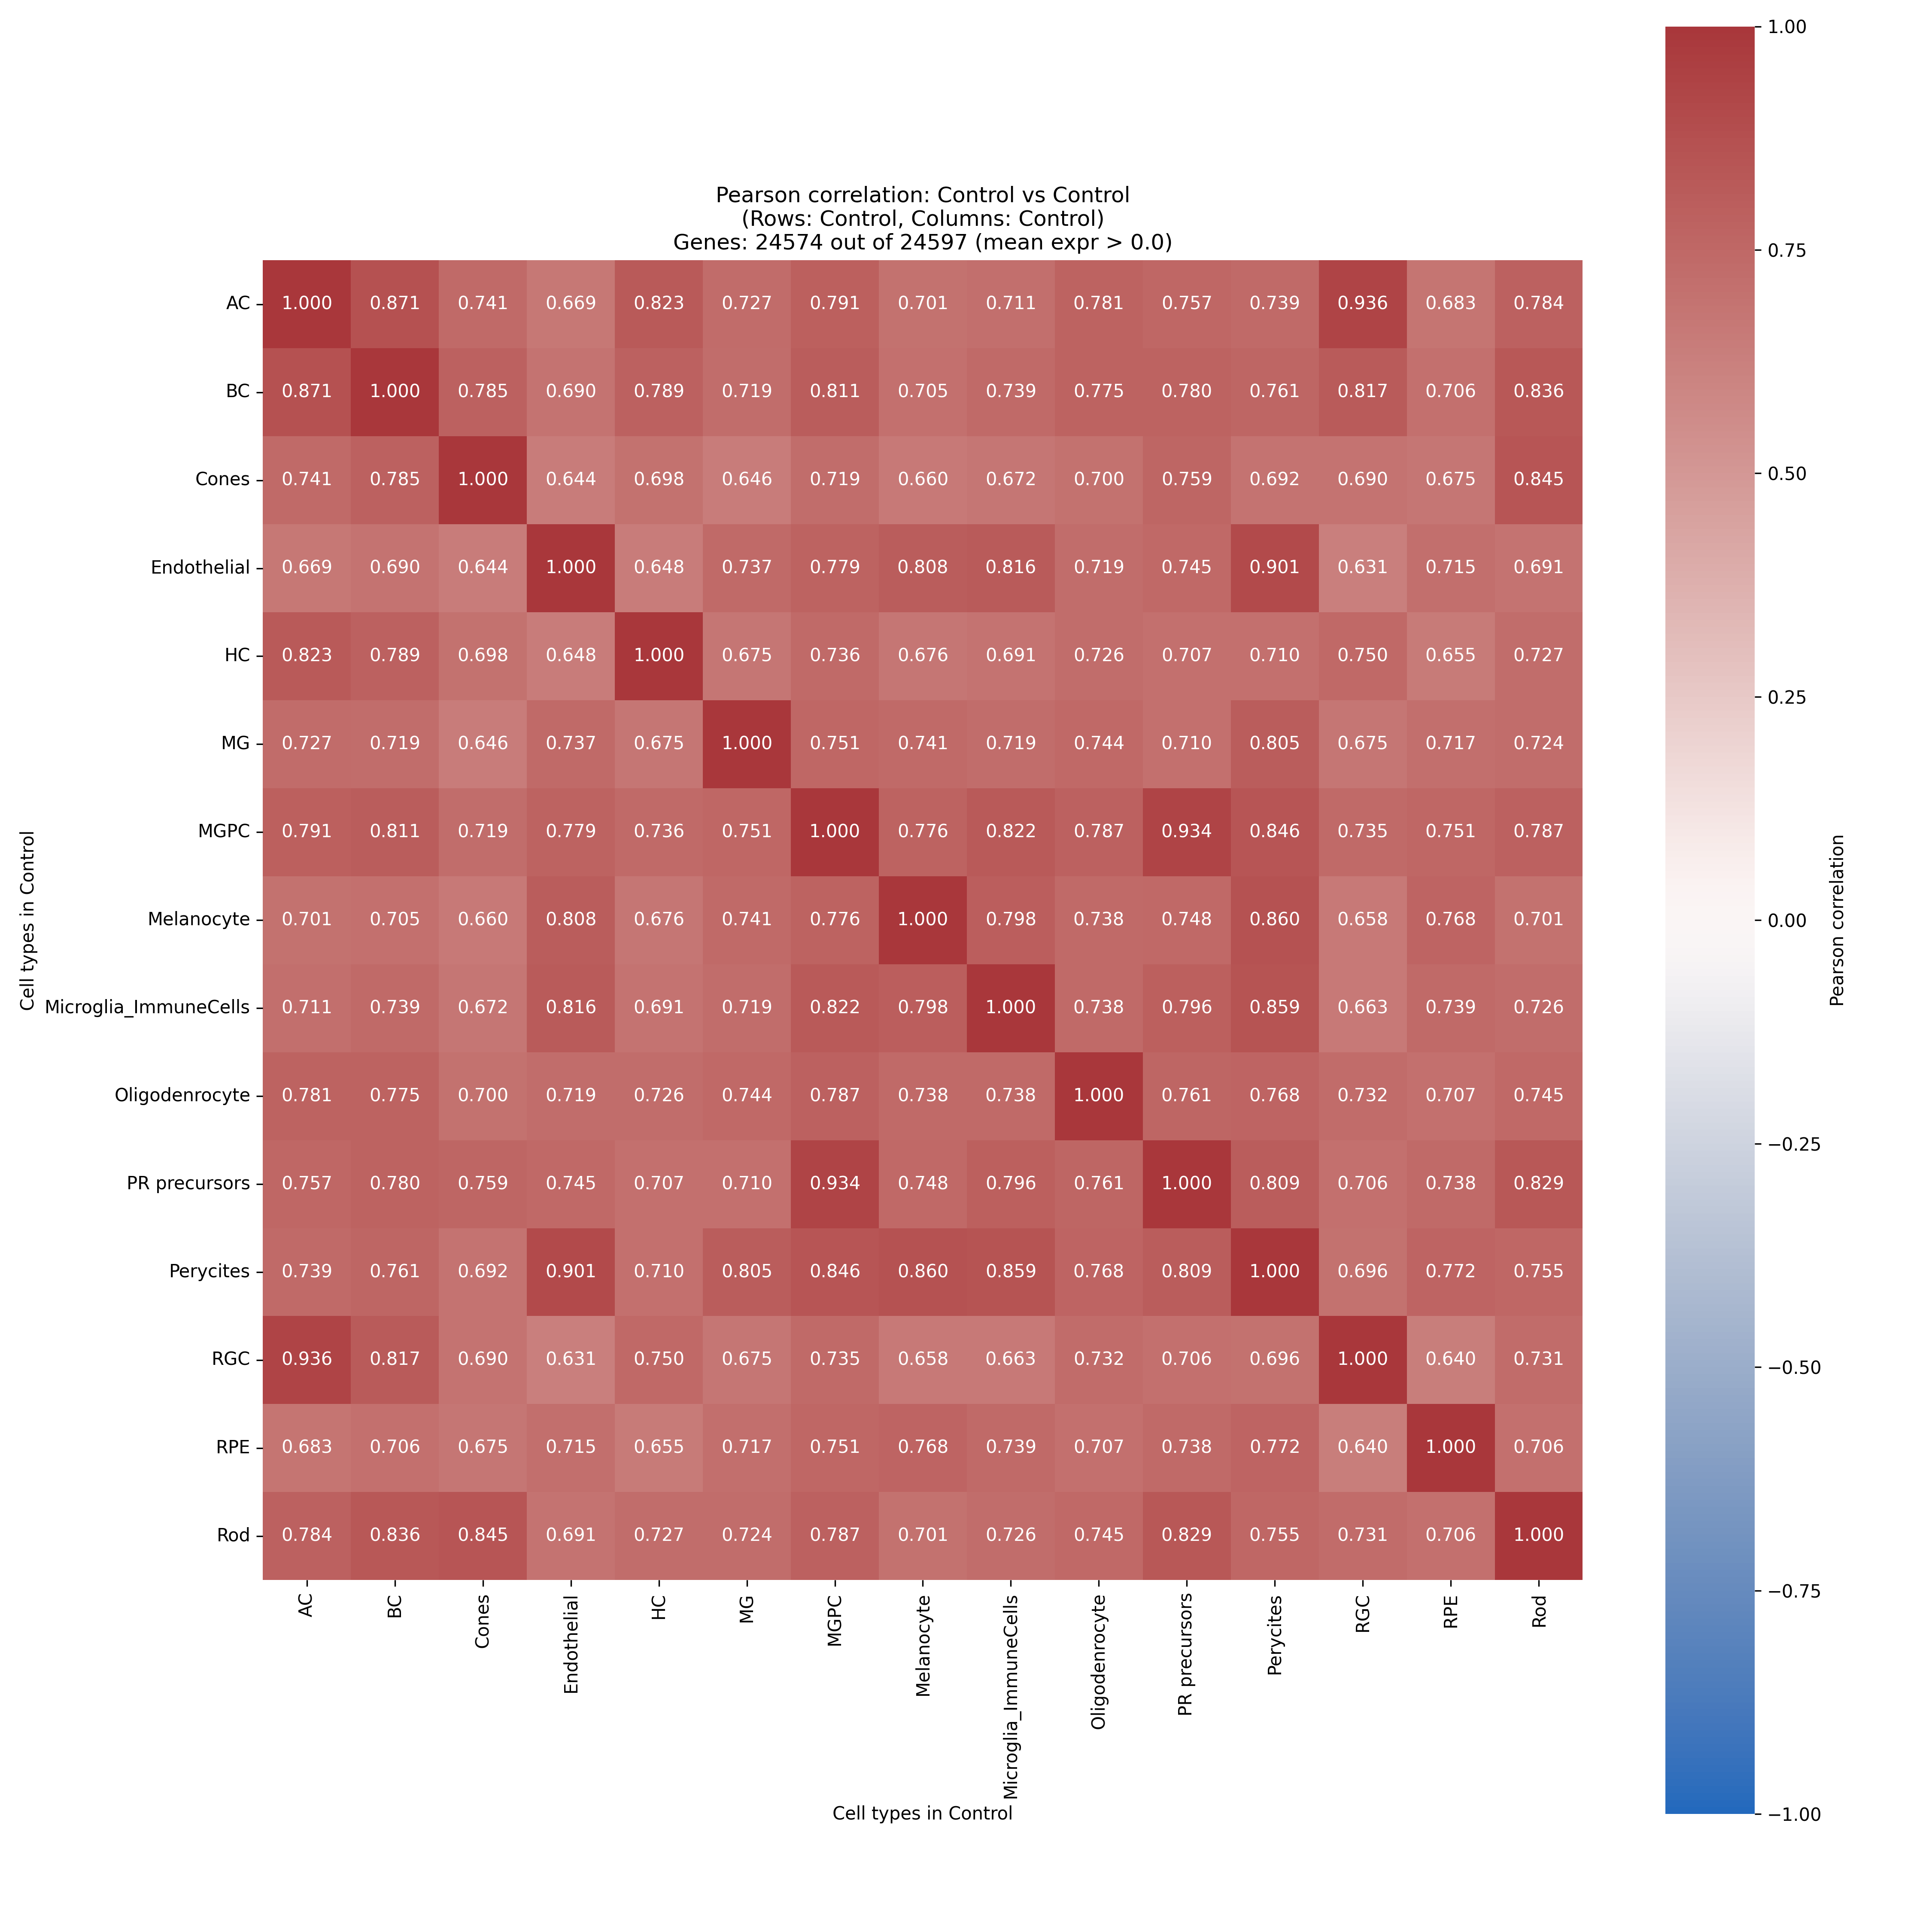 Pearson correlation: Control vs Control
(Rows: Control, Columns: Control)
Genes: 24574 out of 24597 (mean expr > 0.0)
Cell types in Control
AC 1.000 0.871 0.741 0.669 0.823 0.727 0.791 0.701 0.711 0.781 0.757 0.739 0.936 0.683 0.784
BC 0.871 1.000 0.785 0.690 0.789 0.719 0.811 0.705 0.739 0.775 0.780 0.761 0.817 0.706 0.836
Cones 0.741 0.785 1.000 0.644 0.698 0.646 0.719 0.660 0.672 0.700 0.759 0.692 0.690 0.675 0.845
Endothelial 0.669 0.690 0.644 1.000 0.648 0.737 0.779 0.808 0.816 0.719 0.745 0.901 0.631 0.715 0.691
HC 0.823 0.789 0.698 0.648 1.000 0.675 0.736 0.676 0.691 0.726 0.707 0.710 0.750 0.655 0.727
MG 0.727 0.719 0.646 0.737 0.675 1.000 0.751 0.741 0.719 0.744 0.710 0.805 0.675 0.717 0.724
MGPC 0.791 0.811 0.719 0.779 0.736 0.751 1.000 0.776 0.822 0.787 0.934 0.846 0.735 0.751 0.787
Melanocyte 0.701 0.705 0.660 0.808 0.676 0.741 0.776 1.000 0.798 0.738 0.748 0.860 0.658 0.768 0.701
Microglia_ImmuneCells 0.711 0.739 0.672 0.816 0.691 0.719 0.822 0.798 1.000 0.738 0.796 0.859 0.663 0.739 0.726
Oligodenrocyte 0.781 0.775 0.700 0.719 0.726 0.744 0.787 0.738 0.738 1.000 0.761 0.768 0.732 0.707 0.745
PR precursors 0.757 0.780 0.759 0.745 0.707 0.710 0.934 0.748 0.796 0.761 1.000 0.809 0.706 0.738 0.829
Perycites 0.739 0.761 0.692 0.901 0.710 0.805 0.846 0.860 0.859 0.768 0.809 1.000 0.696 0.772 0.755
RGC 0.936 0.817 0.690 0.631 0.750 0.675 0.735 0.658 0.663 0.732 0.706 0.696 1.000 0.640 0.731
RPE 0.683 0.706 0.675 0.715 0.655 0.717 0.751 0.768 0.739 0.707 0.738 0.772 0.640 1.000 0.706
Rod 0.784 0.836 0.845 0.691 0.727 0.724 0.787 0.701 0.726 0.745 0.829 0.755 0.731 0.706 1.000
AC BC Cones Endothelial HC MG MGPC Melanocyte Microglia_ImmuneCells Oligodenrocyte PR precursors Perycites RGC RPE Rod
Cell types in Control
1.00
0.75
0.50
0.25
0.00
−0.25
−0.50
−0.75
−1.00
Pearson correlation